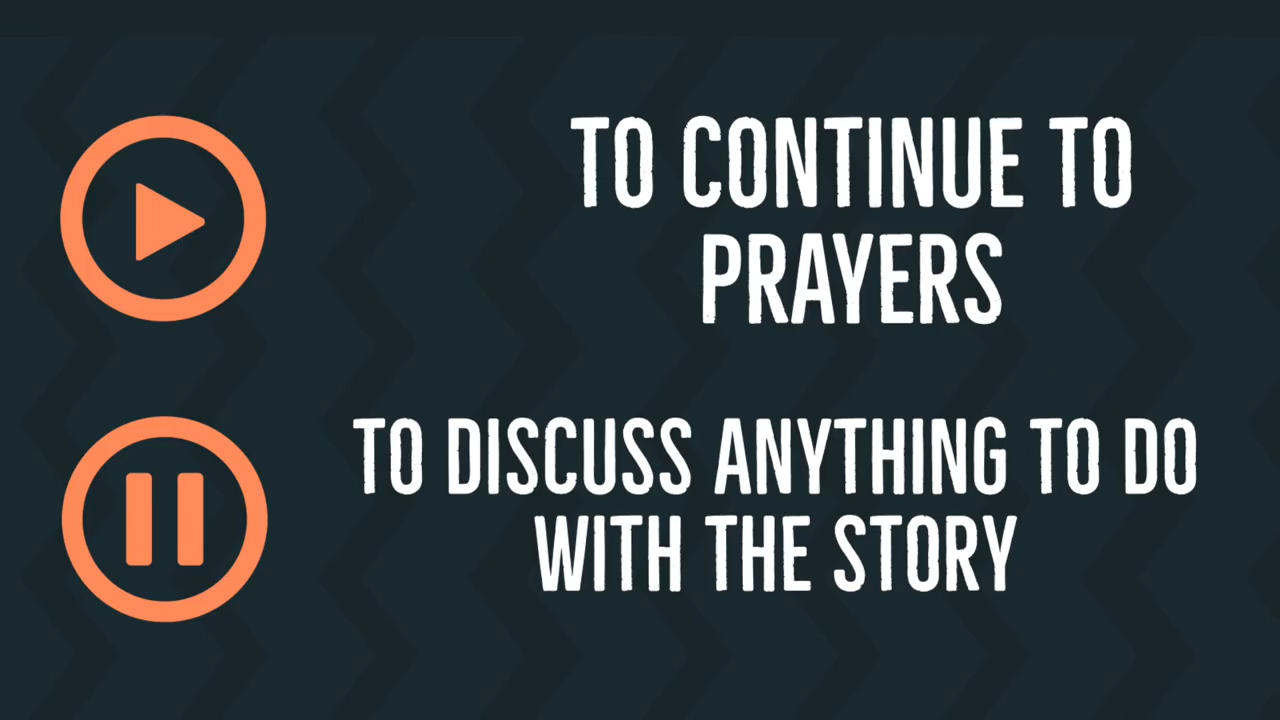 TO CONTINUE TO
PRAYERS
TO DISCUSS ANYTHING TO DO
WITH THE STORY